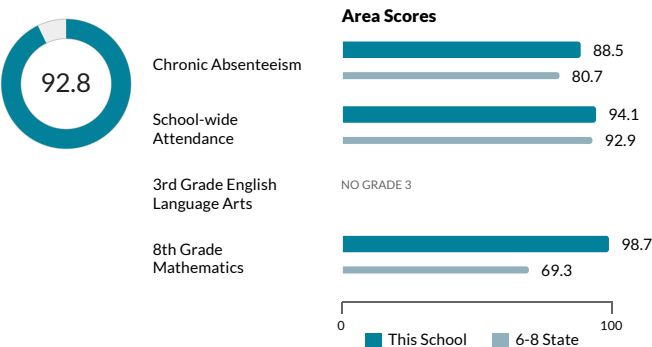 Area Scores
92.8
Chronic Absenteeism
88.5
80.7
School-wide
Attendance
94.1
92.9
3rd Grade English
Language Arts
NO GRADE 3
8th Grade
Mathematics
98.7
69.3
0
100
This School
6-8 State